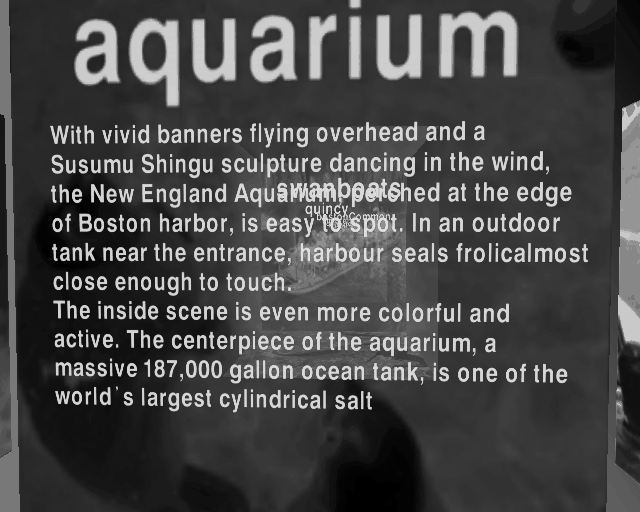 aquarium
With vivid banners flying overhead and a
Susumu Shingu sculpture dancing in the wind,
the New England Aquarium, perched at the edge
swanboats
quincy
bostonCommon
of Boston harbor, is easy to spot. In an outdoor
tank near the entrance, harbour seals frolicalmost
close enough to touch.
The inside scene is even more colorful and
active. The centerpiece of the aquarium, a
massive 187,000 gallon ocean tank, is one of the
world's largest cylindrical salt